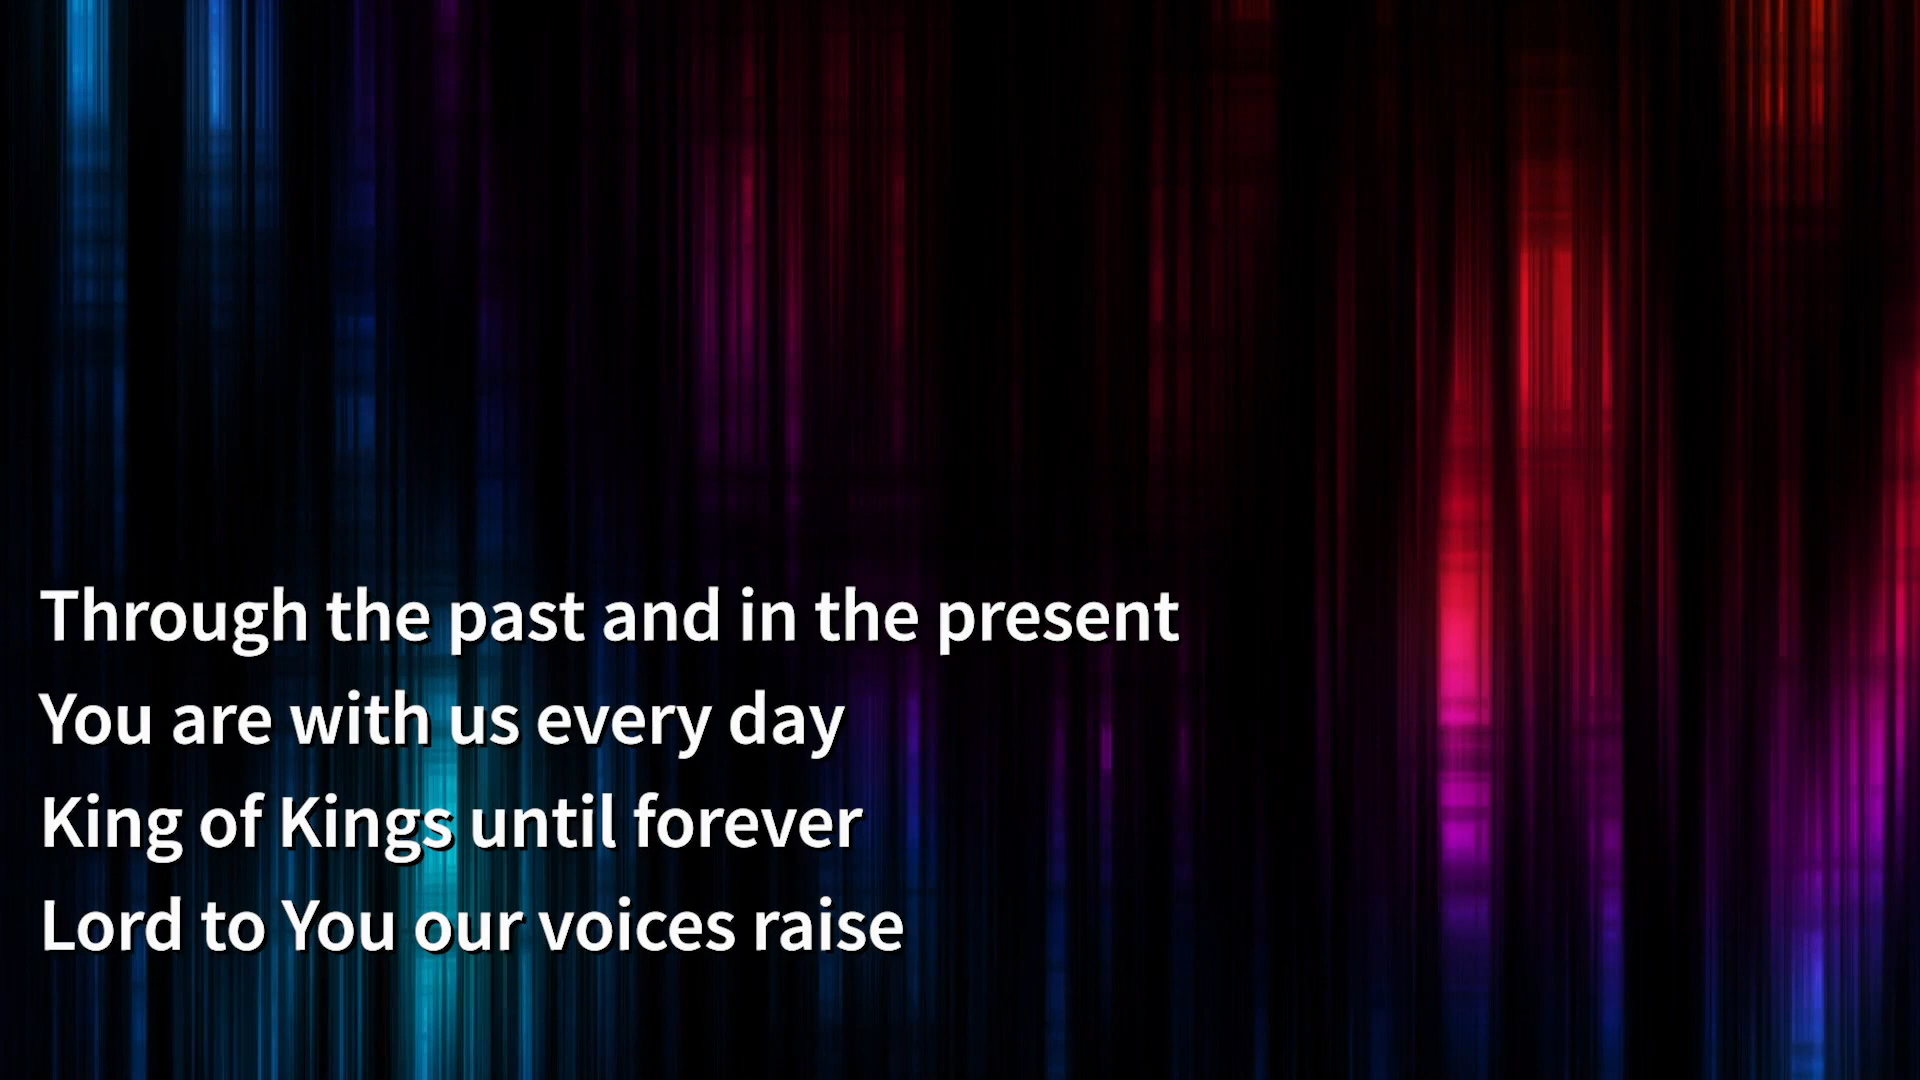 Through the past and in the present
You are with us every day
King of Kings until forever
Lord to You our voices raise